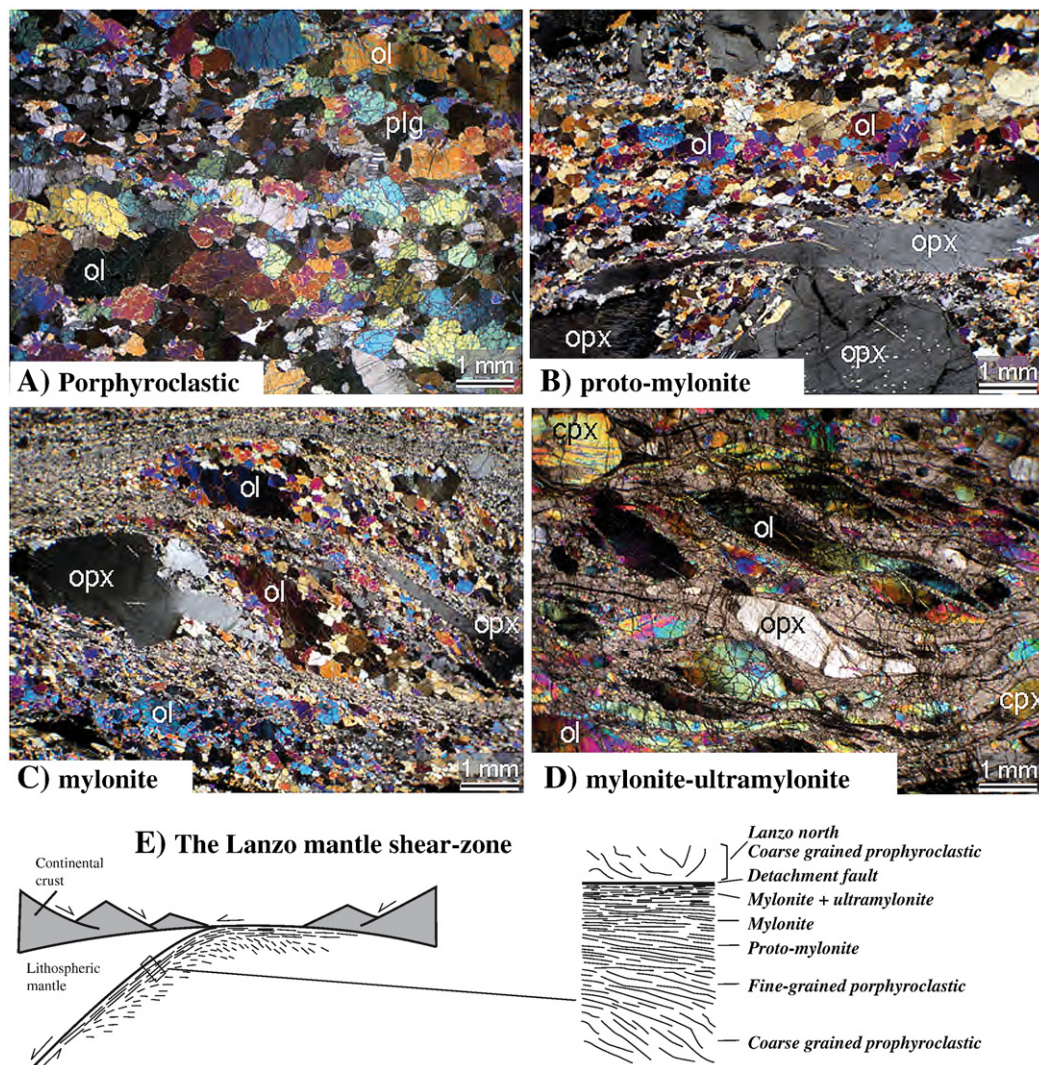 ol
plg
ol
1 mm
A) Porphyroclastic
ol
ol
opx
opx
opx
1 mm
B) proto-mylonite
ol
opx
ol
opx
ol
1 mm
C) mylonite
cpx
ol
opx
cpx
ol
1 mm
D) mylonite-ultramylonite
E) The Lanzo mantle shear-zone
Continental
crust
Lithospheric
mantle
Lanzo north
Coarse grained prophyroclastic
Detachment fault
Mylonite + ultramylonite
Mylonite
Proto-mylonite
Fine-grained porphyroclastic
Coarse grained prophyroclastic